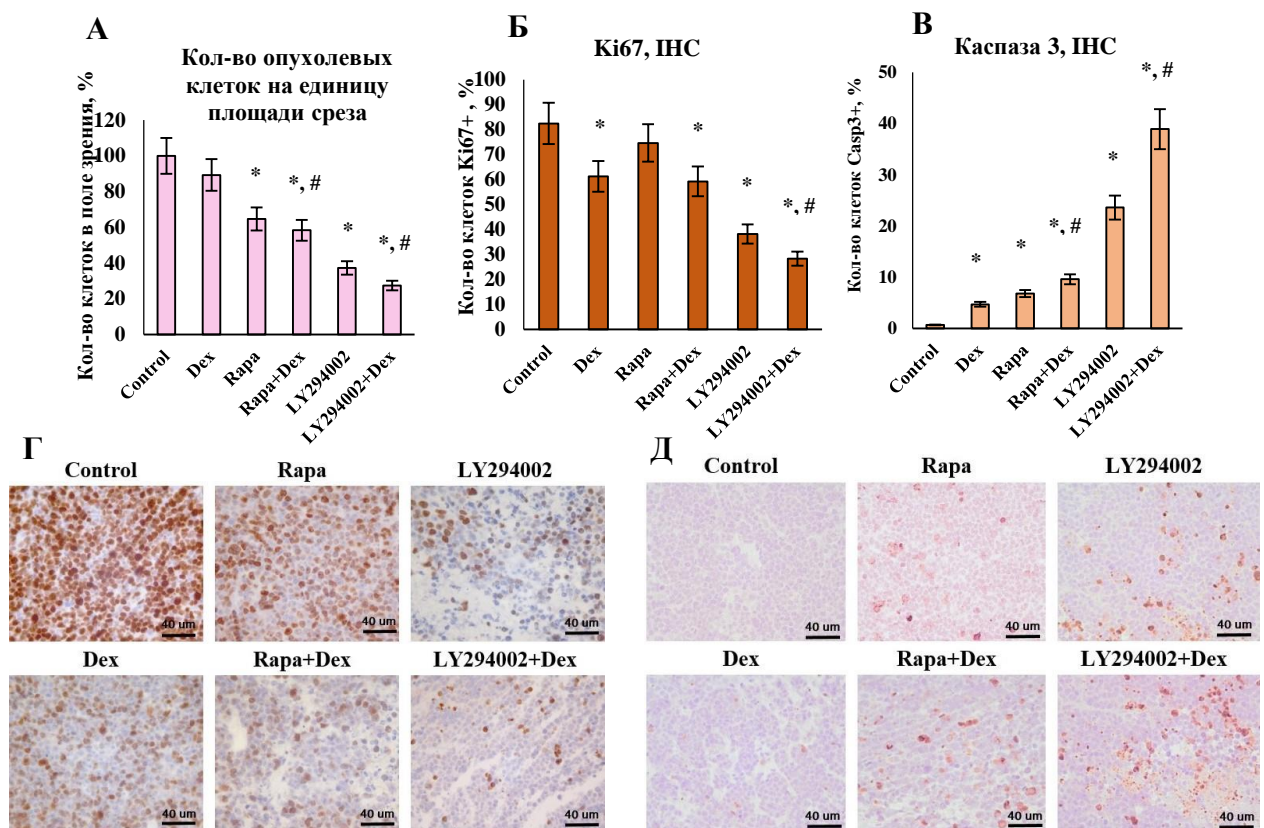 А
Кол-во опухолевых
клеток на единицу
площади среза
Кол-во клеток в поле зрения, %
120
100
80
60
40
20
0
*
*, #
*
*, #
Control
Dex
Rapa
Rapa+Dex
LY294002
LY294002+Dex
Б
Ki67, IHC
Кол-во клеток Ki67+ , %
100
90
80
70
60
50
40
30
20
10
0
*
*
*
*, #
Control
Dex
Rapa
Rapa+Dex
LY294002
LY294002+Dex
В
Каспаза 3, IHC
Кол-во клеток Casp3+, %
50
40
30
20
10
0
*
*
*, #
*
*, #
Control
Dex
Rapa
Rapa+Dex
LY294002
LY294002+Dex
Г
Control Rapa LY294002
40 um 40 um 40 um
Dex Rapa+Dex LY294002+Dex
40 um 40 um 40 um
Д
Control Rapa LY294002
40 um 40 um 40 um
Dex Rapa+Dex LY294002+Dex
40 um 40 um 40 um